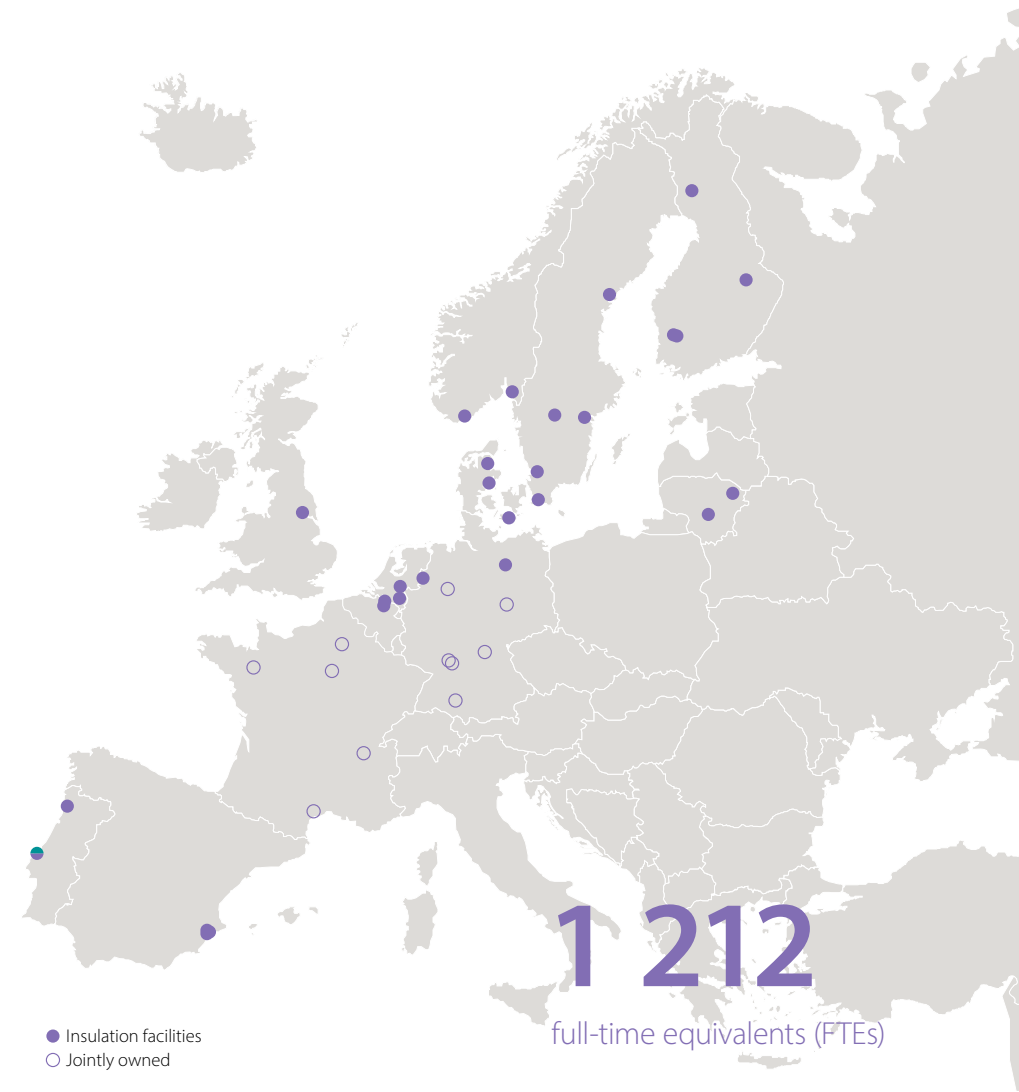 1 212
full-time equivalents (FTEs)
Insulation facilities
Jointly owned